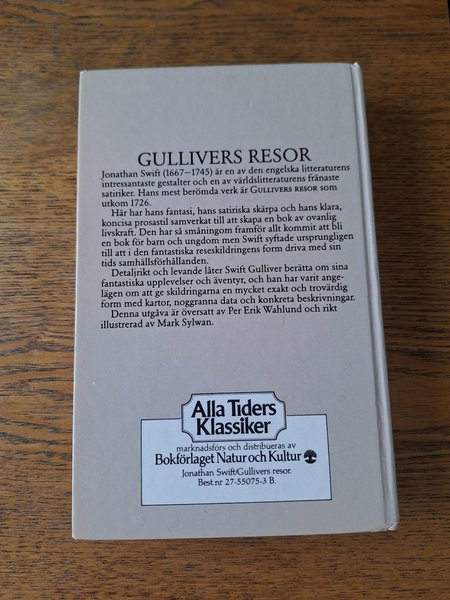 GULLIVERS RESOR
Jonathan Swift (1667–1745) är en av den engelska litteraturens
intressantaste gestalter och en av världslitteraturens fränaste
satiriker. Hans mest berömda verk är GULLIVERS RESOR som
utkom 1726.
Här har hans fantasi, hans satiriska skärpa och hans klara,
koncisa prosastil samverkat till att skapa en bok av ovanlig
livskraft. Den har så småningom framför allt kommit att bli
en bok för barn och ungdom men Swift syftade ursprungligen
till att i den fantastiska reseskildringens form driva med sin
tids samhällsförhållanden.
Detaljrikt och levande låter Swift Gulliver berätta om sina
fantastiska upplevelser och äventyr, och han har varit ange-
lägen om att ge skildringarna en mycket exakt och trovärdig
form med kartor, noggranna data och konkreta beskrivningar.
Denna utgåva är översatt av Per Erik Wahlund och rikt
illustrerad av Mark Sylwan.
Alla Tiders
Klassiker
marknadsförs och distribueras av
Bokförlaget Natur och Kultur
Jonathan Swift/Gullivers resor.
Best.nr 27-55075-3 B.